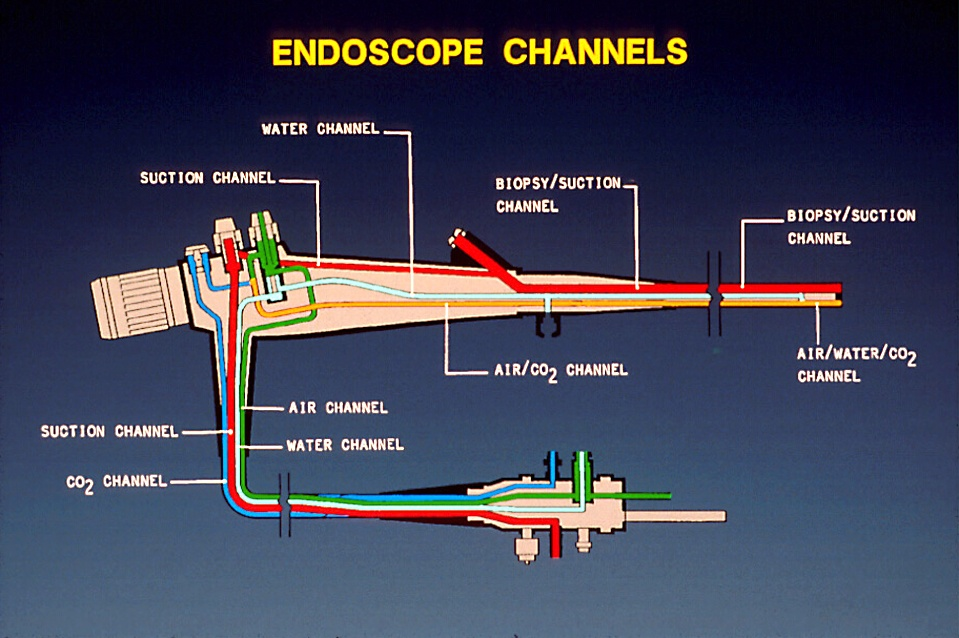 ENDOSCOPE CHANNELS
WATER CHANNEL
SUCTION CHANNEL
BIOPSY/SUCTION
CHANNEL
BIOPSY/SUCTION
CHANNEL
AIR/WATER/CO2
CHANNEL
AIR/CO2 CHANNEL
AIR CHANNEL
SUCTION CHANNEL
WATER CHANNEL
CO2 CHANNEL